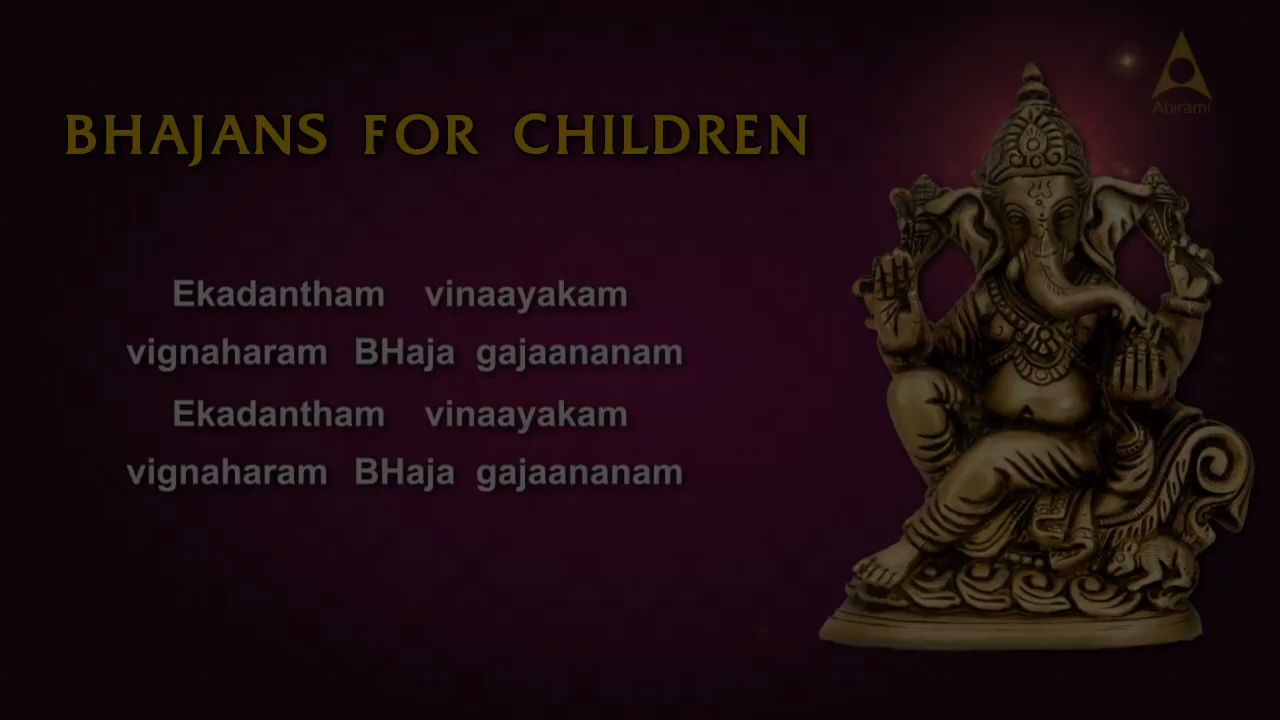 BHAJANS FOR CHILDREN
Abirami
Ekadantham vinaayakam
vignaharam BHaja gajaananam
Ekadantham vinaayakam
vignaharam BHaja gajaananam